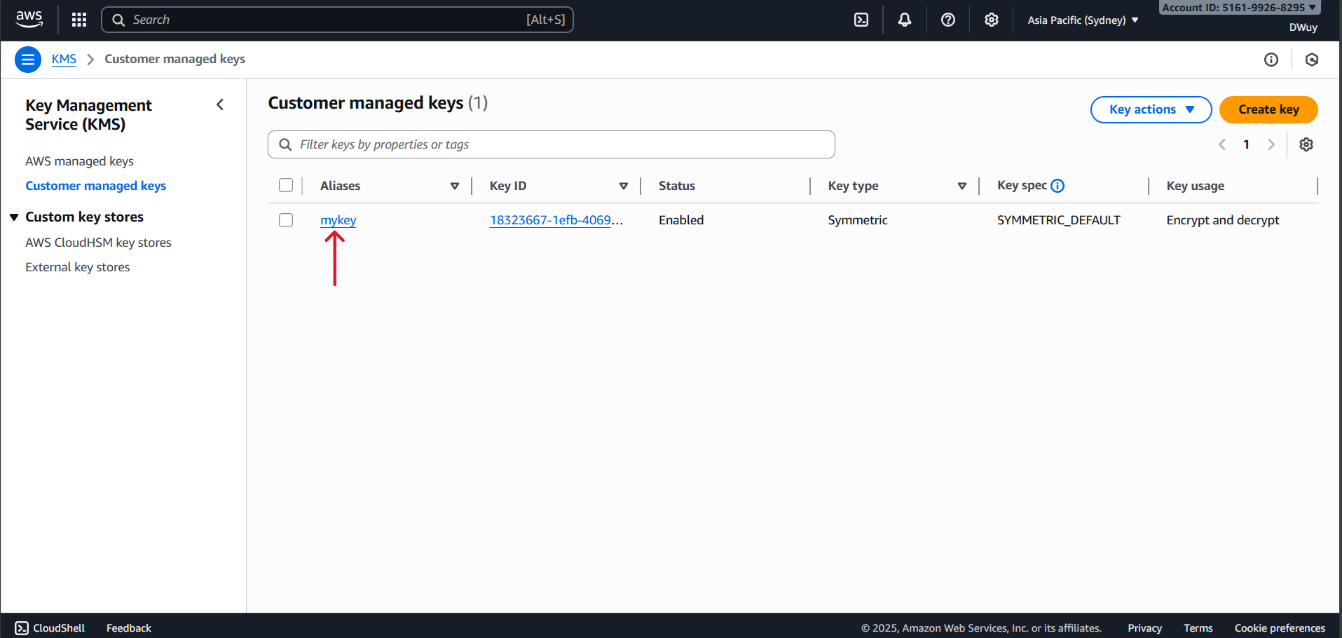 aws Search [Alt+S] Asia Pacific (Sydney) ▼ Account ID: 5161-9926-8295 ▼
DWuy
KMS > Customer managed keys
Key Management
Service (KMS)
AWS managed keys
Customer managed keys
Custom key stores
AWS CloudHSM key stores
External key stores
Customer managed keys (1)
Key actions ▼ Create key
Filter keys by properties or tags
1
Aliases Key ID Status Key type Key spec Key usage
mykey 18323667-1efb-4069... Enabled Symmetric SYMMETRIC_DEFAULT Encrypt and decrypt
CloudShell Feedback © 2025, Amazon Web Services, Inc. or its affiliates. Privacy Terms Cookie preferences